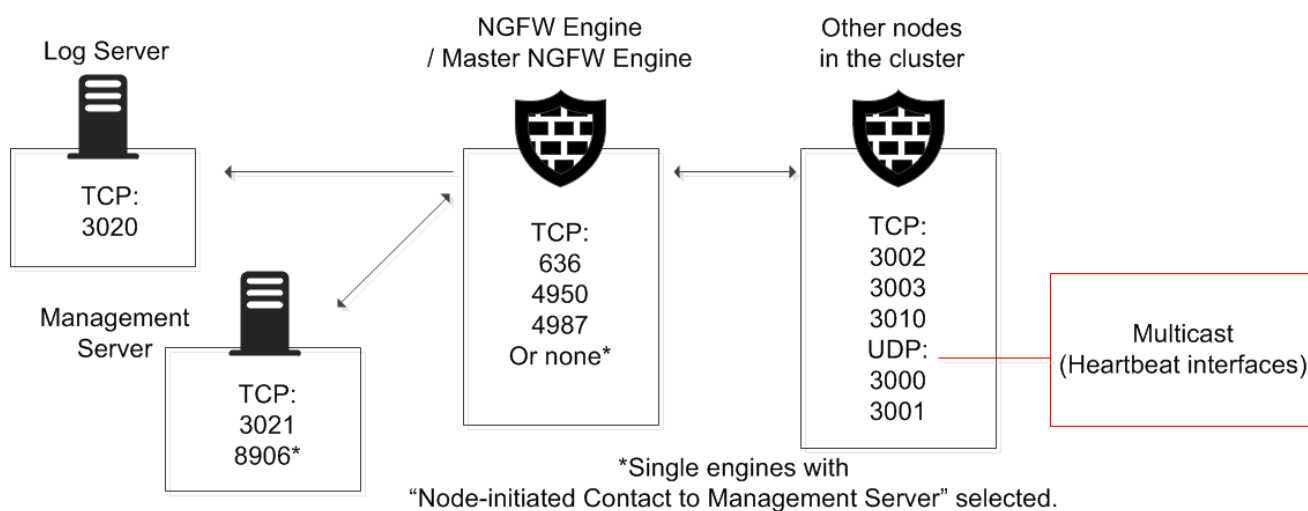 Log Server
TCP:
3020
Management
Server
TCP:
3021
8906*
NGFW Engine
/ Master NGFW Engine
TCP:
636
4950
4987
Or none*
Other nodes
in the cluster
TCP:
3002
3003
3010
UDP:
3000
3001
Multicast
(Heartbeat interfaces)
*Single engines with
“Node-initiated Contact to Management Server” selected.